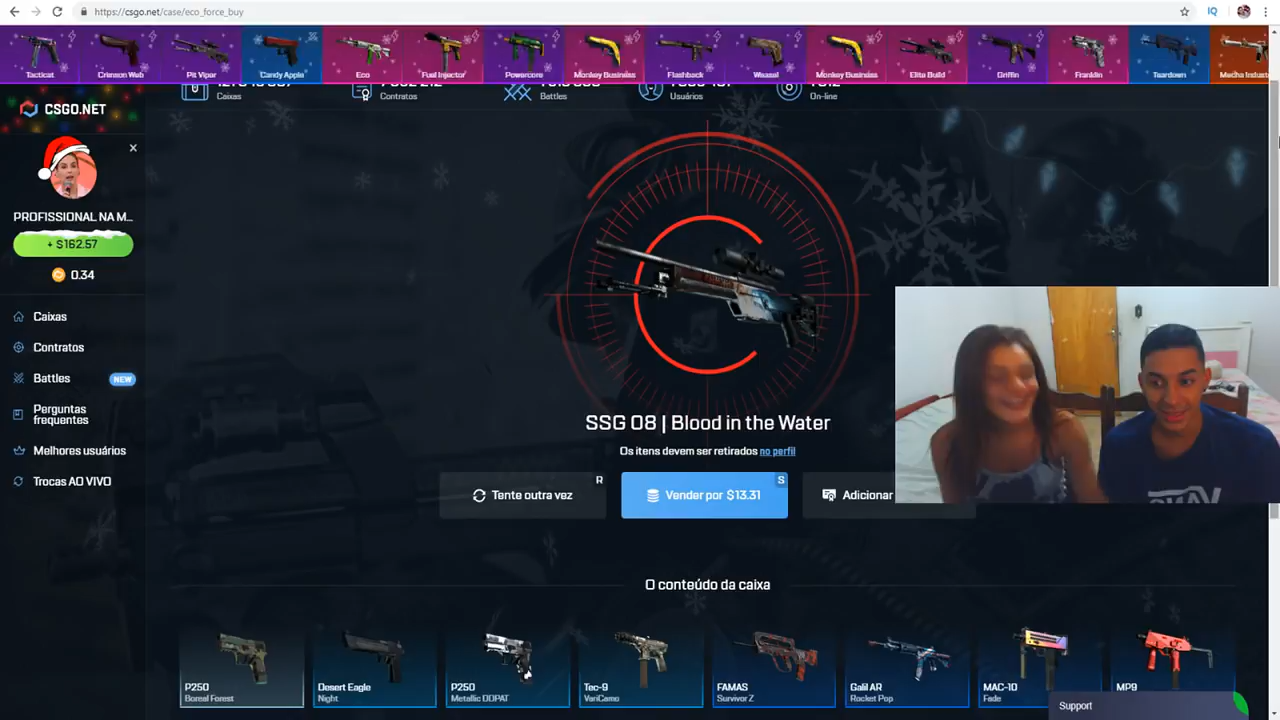 https://csgo.net/case/eco_force_buy
IQ
Tacticat
Crimson Web
Pit Viper
Candy Apple
Eco
Fuel Injector
Powercore
Monkey Business
Flashback
Weasel
Monkey Business
Elite Build
Griffin
Franklin
Teardown
Mecha Indust
CSGO.NET
Caixas
Contratos
Battles
Usuários
On-line
PROFISSIONAL NA M...
+ $162.57
0.34
Caixas
Contratos
Battles
NEW
Perguntas
frequentes
Melhores usuários
Trocas AO VIVO
SSG 08 | Blood in the Water
Os itens devem ser retirados no perfil
Tente outra vez
R
Vender por $13.31
S
Adicionar
O conteúdo da caixa
P250
Boreal Forest
Desert Eagle
Night
P250
Metallic DDPAT
Tec-9
VariCamo
FAMAS
Survivor Z
Galil AR
Rocket Pop
MAC-10
Fade
MP9
Support